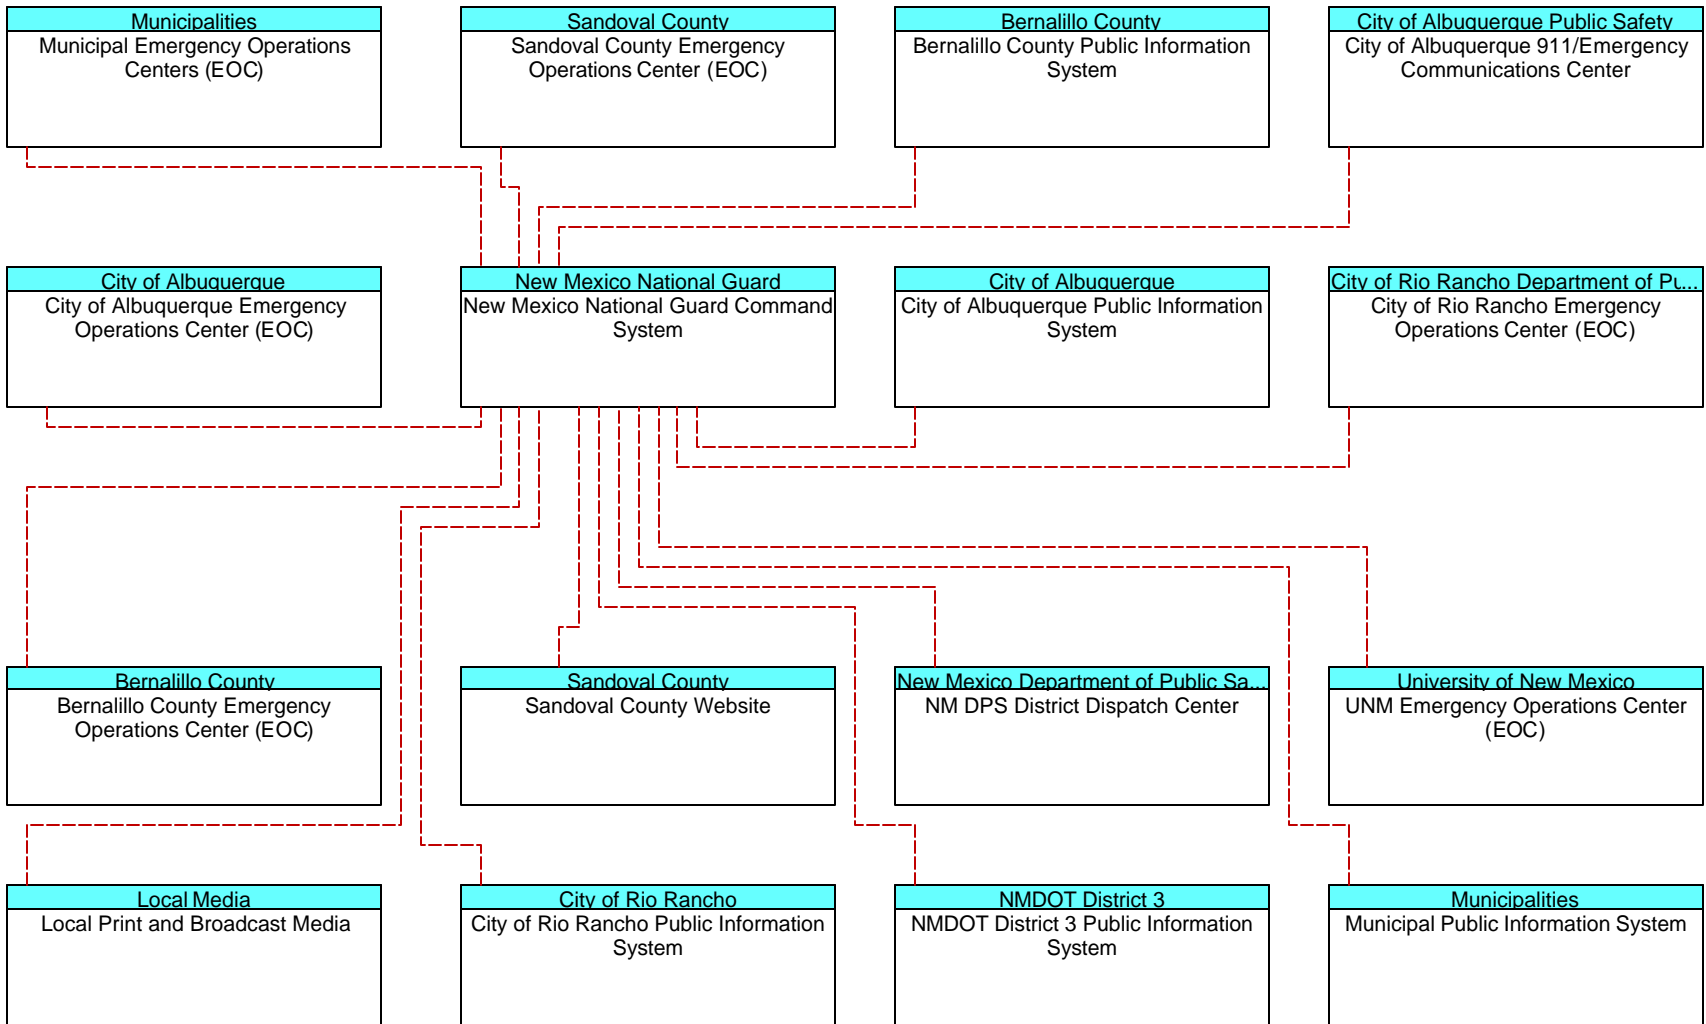 Municipalities
Municipal Emergency Operations
Centers (EOC)
Sandoval County
Sandoval County Emergency
Operations Center (EOC)
Bernalillo County
Bernalillo County Public Information
System
City of Albuquerque Public Safety
City of Albuquerque 911/Emergency
Communications Center
City of Albuquerque
City of Albuquerque Emergency
Operations Center (EOC)
New Mexico National Guard
New Mexico National Guard Command
System
City of Albuquerque
City of Albuquerque Public Information
System
City of Rio Rancho Department of Pu...
City of Rio Rancho Emergency
Operations Center (EOC)
Bernalillo County
Bernalillo County Emergency
Operations Center (EOC)
Sandoval County
Sandoval County Website
New Mexico Department of Public Sa...
NM DPS District Dispatch Center
University of New Mexico
UNM Emergency Operations Center
(EOC)
Local Media
Local Print and Broadcast Media
City of Rio Rancho
City of Rio Rancho Public Information
System
NMDOT District 3
NMDOT District 3 Public Information
System
Municipalities
Municipal Public Information System